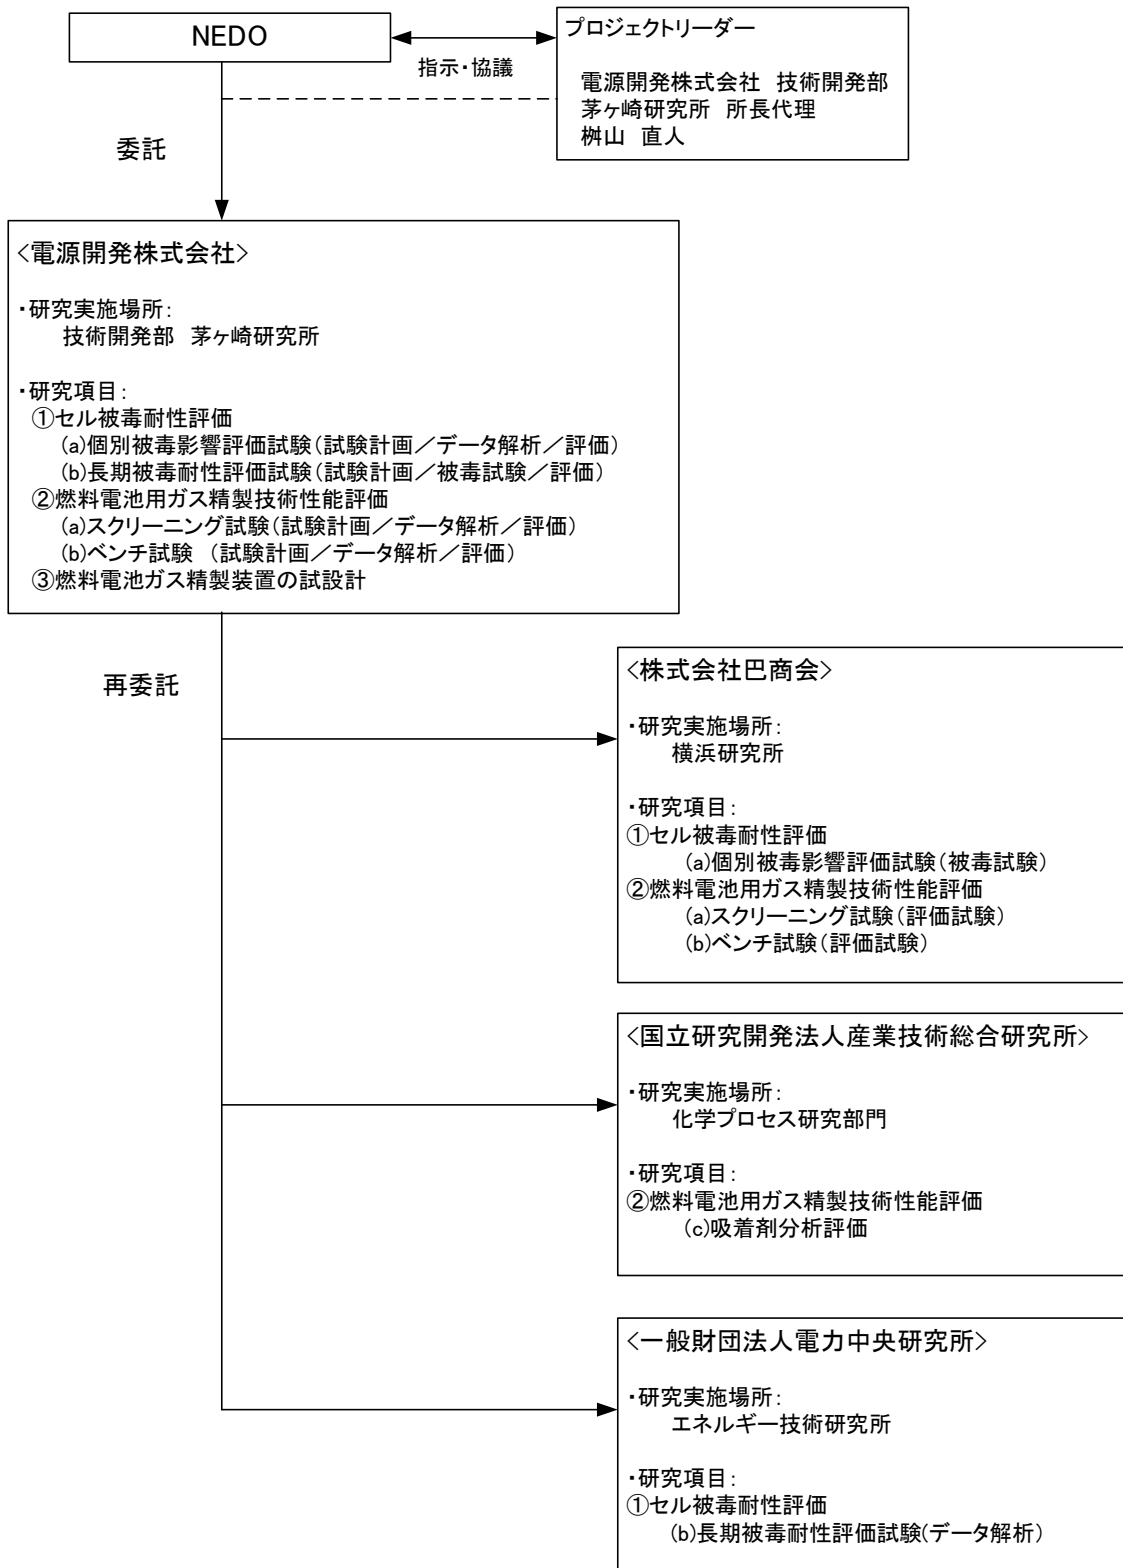 NEDO
プロジェクトリーダー
指示・協議
電源開発株式会社 技術開発部
茅ヶ崎研究所 所長代理
椕山 直人
委託
<電源開発株式会社>
・研究実施場所:
技術開発部 茅ヶ崎研究所
・研究項目:
①セル被毒耐性評価
(a)個別被毒影響評価試験(試験計画／データ解析／評価)
(b)長期被毒耐性評価試験(試験計画／被毒試験／評価)
②燃料電池用ガス精製技術性能評価
(a)スクリーニング試験(試験計画／データ解析／評価)
(b)ベンチ試験 (試験計画／データ解析／評価)
③燃料電池ガス精製装置の試設計
再委託
<株式会社巴商会>
・研究実施場所:
横浜研究所
・研究項目:
①セル被毒耐性評価
(a)個別被毒影響評価試験(被毒試験)
②燃料電池用ガス精製技術性能評価
(a)スクリーニング試験(評価試験)
(b)ベンチ試験(評価試験)
<国立研究開発法人産業技術総合研究所>
・研究実施場所:
化学プロセス研究部門
・研究項目:
②燃料電池用ガス精製技術性能評価
(c)吸着剤分析評価
<一般財団法人電力中央研究所>
・研究実施場所:
エネルギー技術研究所
・研究項目:
①セル被毒耐性評価
(b)長期被毒耐性評価試験(データ解析)